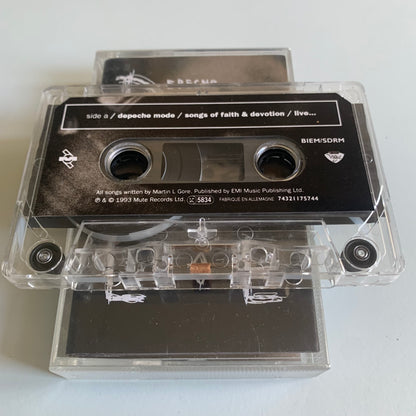 side a / depeche mode / songs of faith & devotion / live...
BIEM/SDRM
All songs written by Martin L Gore. Published by EMI Music Publishing Ltd.
℗ & © 1993 Mute Records Ltd. 5834 FABRIQUE EN ALLEMAGNE 74321175744